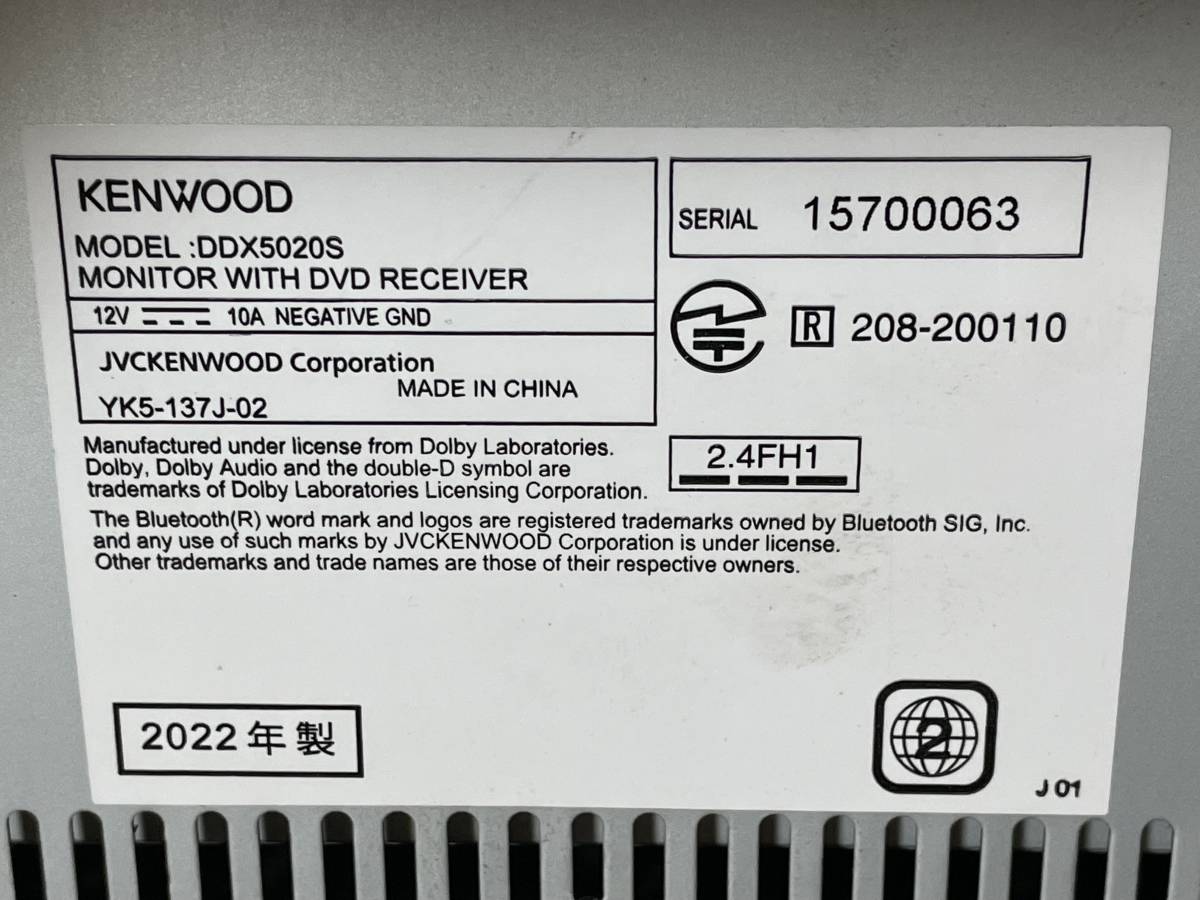 KENWOOD
MODEL :DDX5020S
MONITOR WITH DVD RECEIVER
12V 10A NEGATIVE GND
JVCKENWOOD Corporation
MADE IN CHINA
YK5-137J-02
SERIAL 15700063
R 208-200110
2.4FH1
Manufactured under license from Dolby Laboratories.
Dolby, Dolby Audio and the double-D symbol are
trademarks of Dolby Laboratories Licensing Corporation.
The Bluetooth(R) word mark and logos are registered trademarks owned by Bluetooth SIG, Inc.
and any use of such marks by JVCKENWOOD Corporation is under license.
Other trademarks and trade names are those of their respective owners.
2022年製
2
J 01